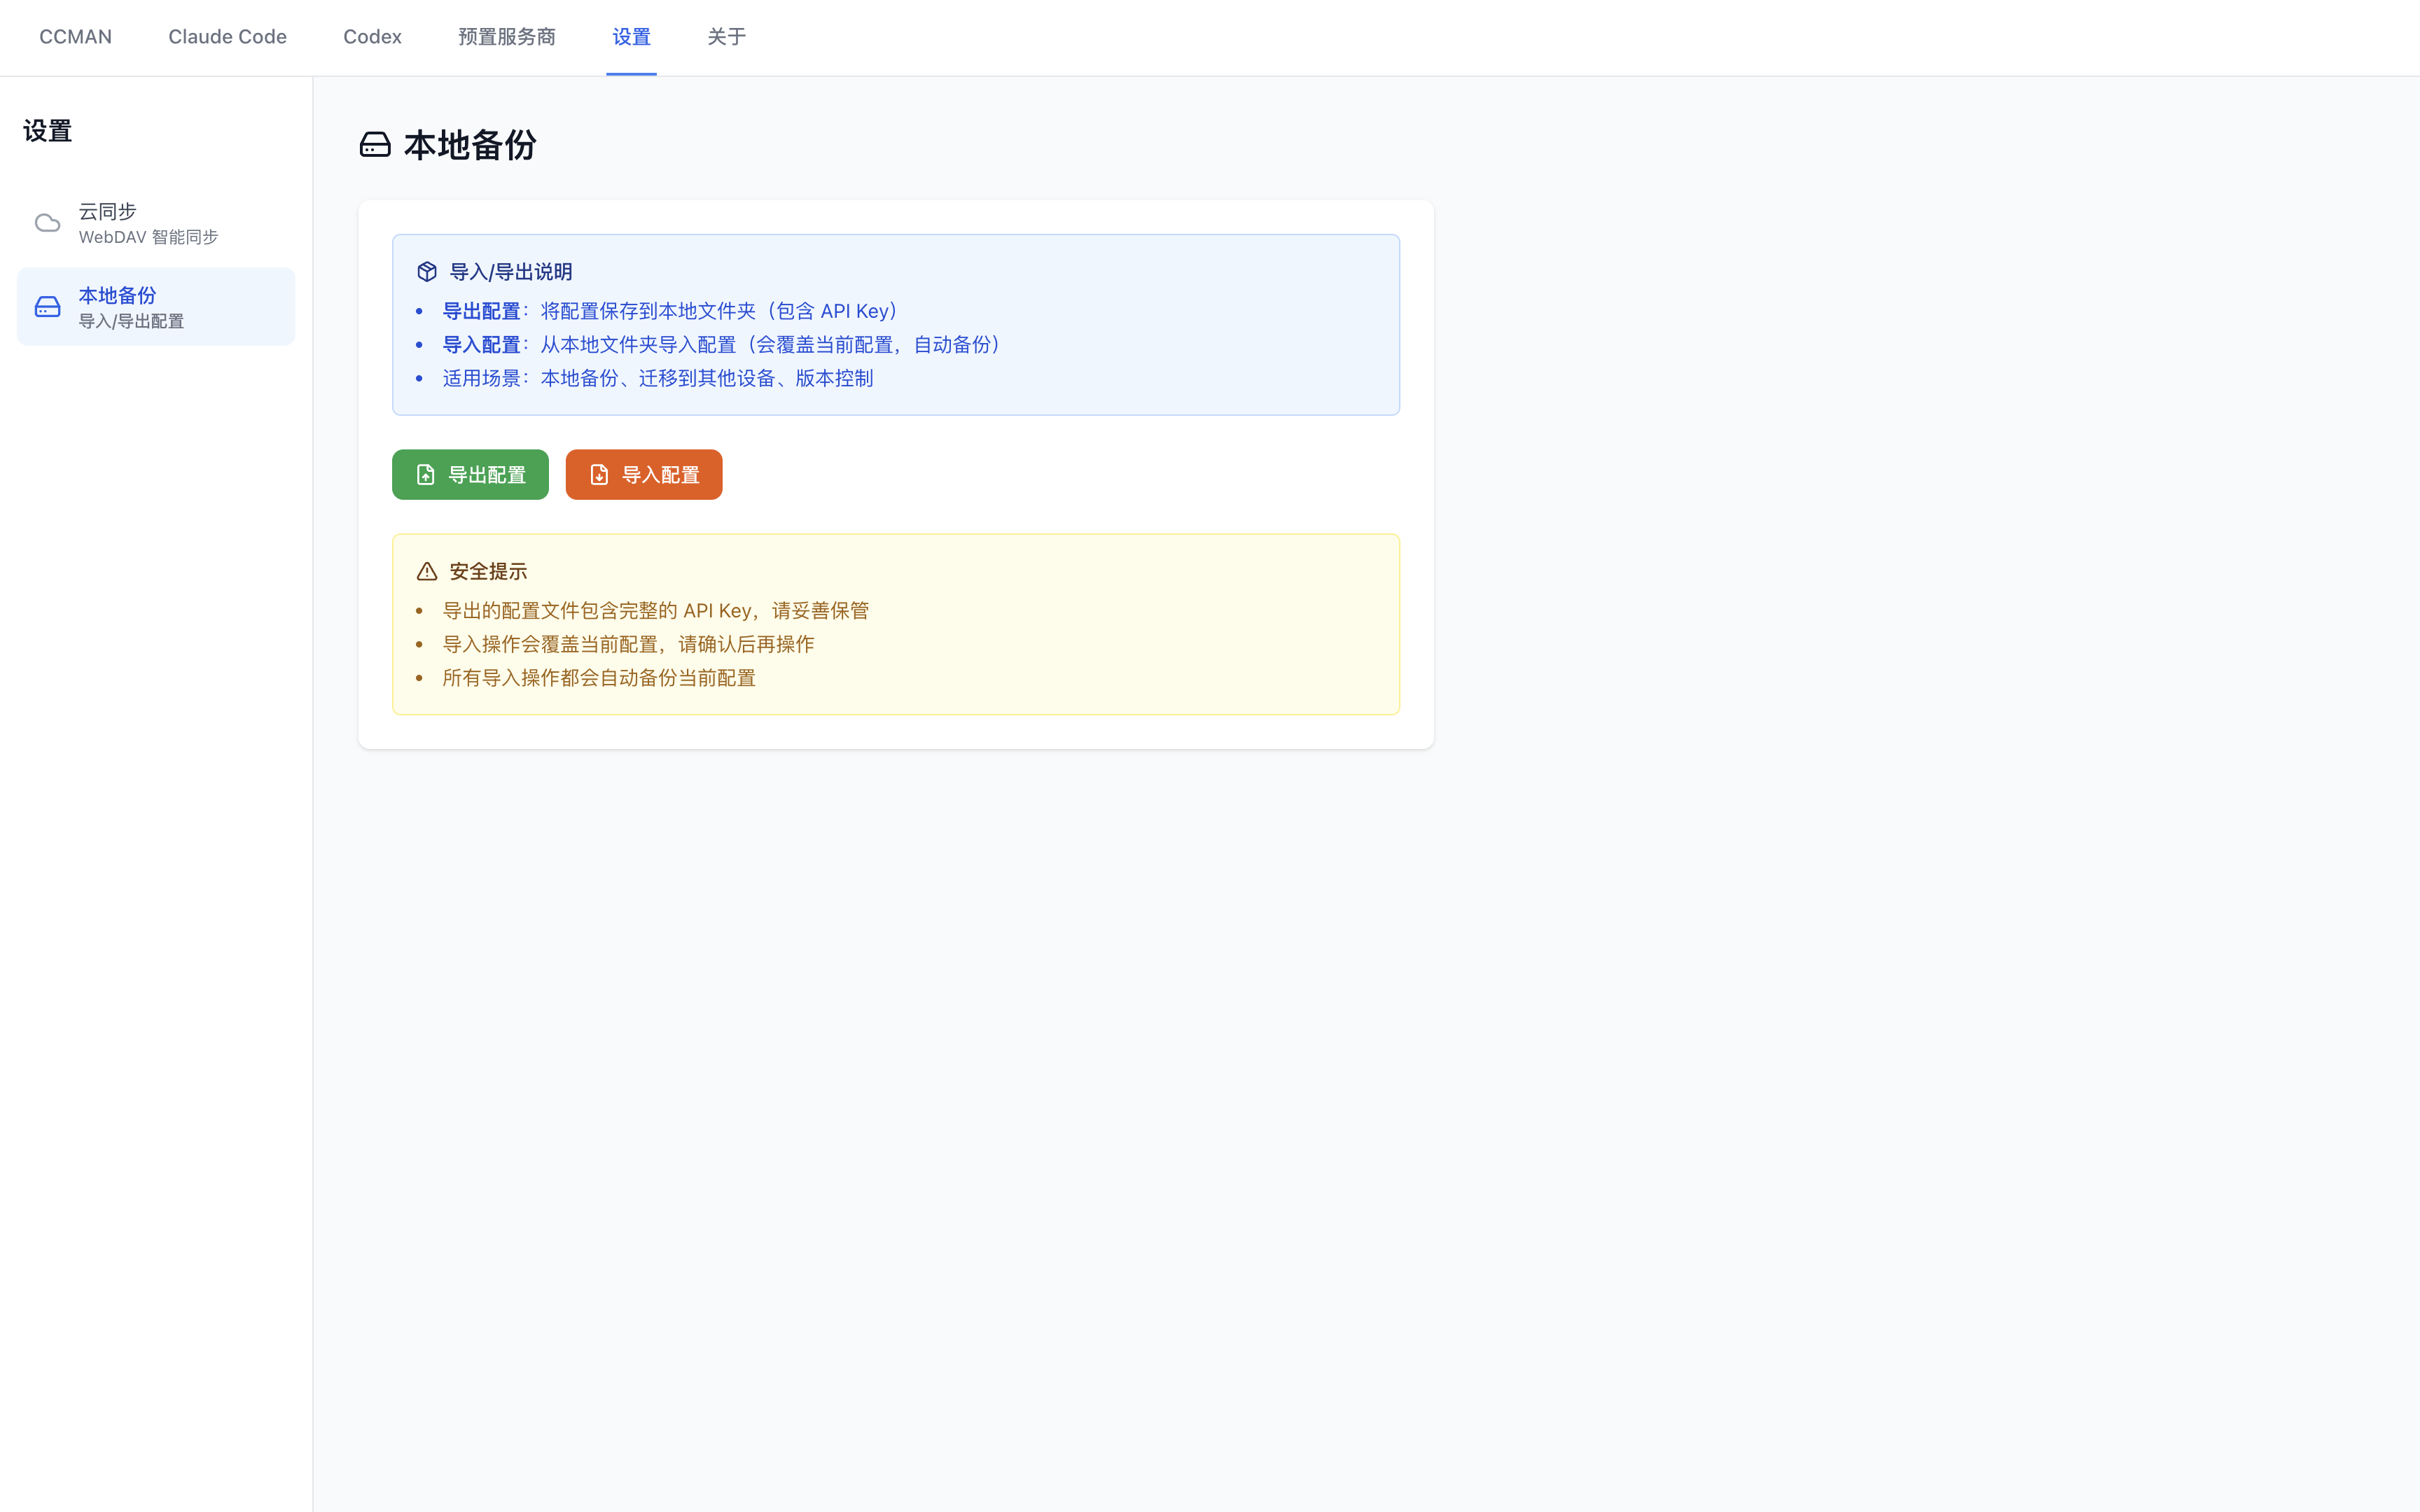 CCMAN
Claude Code
Codex
预置服务商
设置
关于
设置
云同步
WebDAV 智能同步
本地备份
导入/导出配置
本地备份
导入/导出说明
导出配置：将配置保存到本地文件夹（包含 API Key）
导入配置：从本地文件夹导入配置（会覆盖当前配置，自动备份）
适用场景：本地备份、迁移到其他设备、版本控制
导出配置
导入配置
安全提示
导出的配置文件包含完整的 API Key，请妥善保管
导入操作会覆盖当前配置，请确认后再操作
所有导入操作都会自动备份当前配置